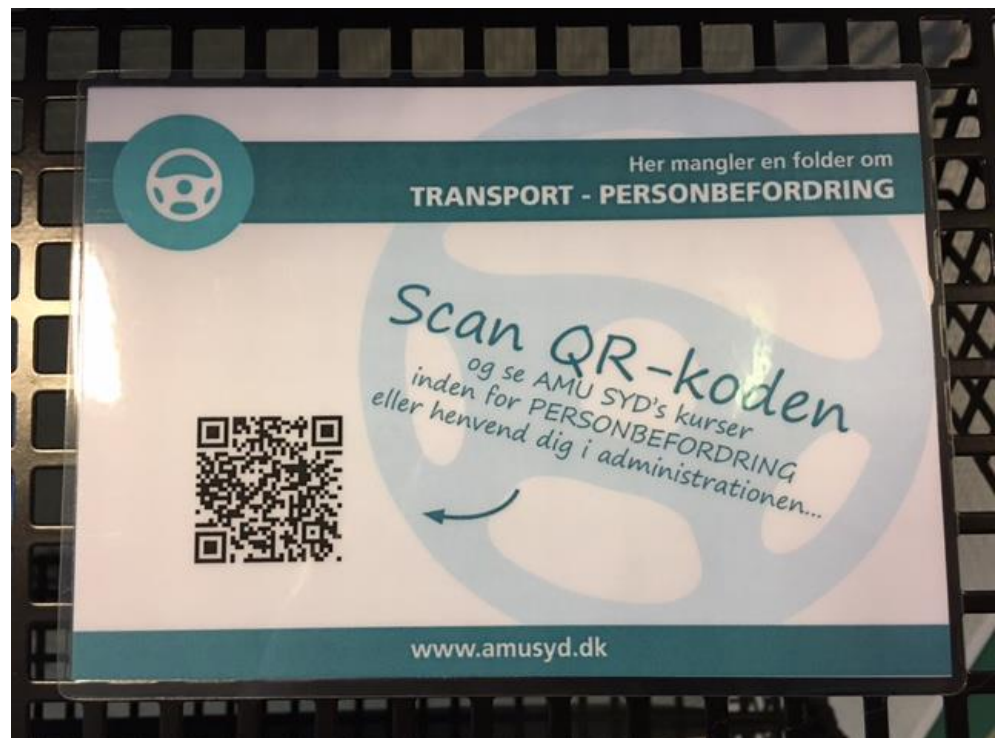 Her mangler en folder om
TRANSPORT - PERSONBEFORDRING
Scan QR-koden
og se AMU SYD's kurser
inden for PERSONBEFORDRING
eller henvend dig i administrationen...
www.amusyd.dk